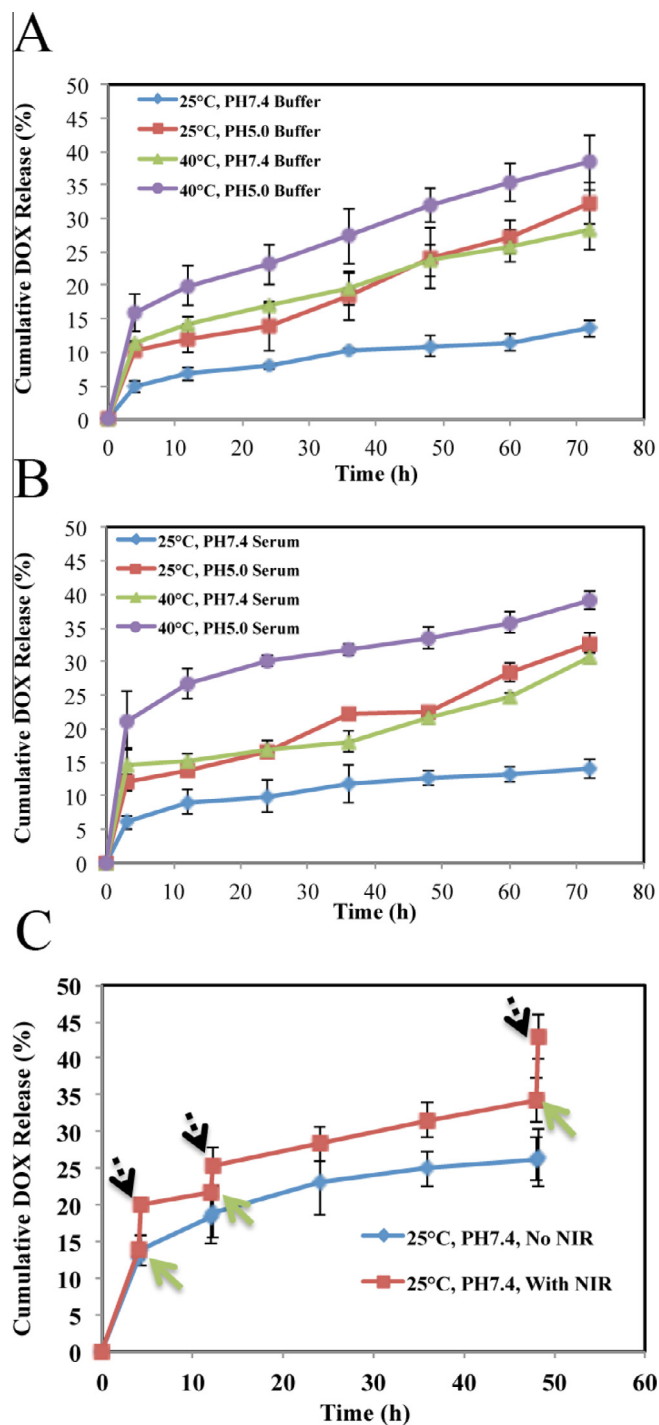 A
Cumulative DOX Release (%)
50
45
40
35
30
25
20
15
10
5
0
25°C, PH7.4 Buffer
25°C, PH5.0 Buffer
40°C, PH7.4 Buffer
40°C, PH5.0 Buffer
0 10 20 30 40 50 60 70 80
Time (h)
B
Cumulative DOX Release (%)
50
45
40
35
30
25
20
15
10
5
0
25°C, PH7.4 Serum
25°C, PH5.0 Serum
40°C, PH7.4 Serum
40°C, PH5.0 Serum
0 10 20 30 40 50 60 70 80
Time (h)
C
Cumulative DOX Release (%)
50
45
40
35
30
25
20
15
10
5
0
25°C, PH7.4, No NIR
25°C, PH7.4, With NIR
0 10 20 30 40 50 60
Time (h)